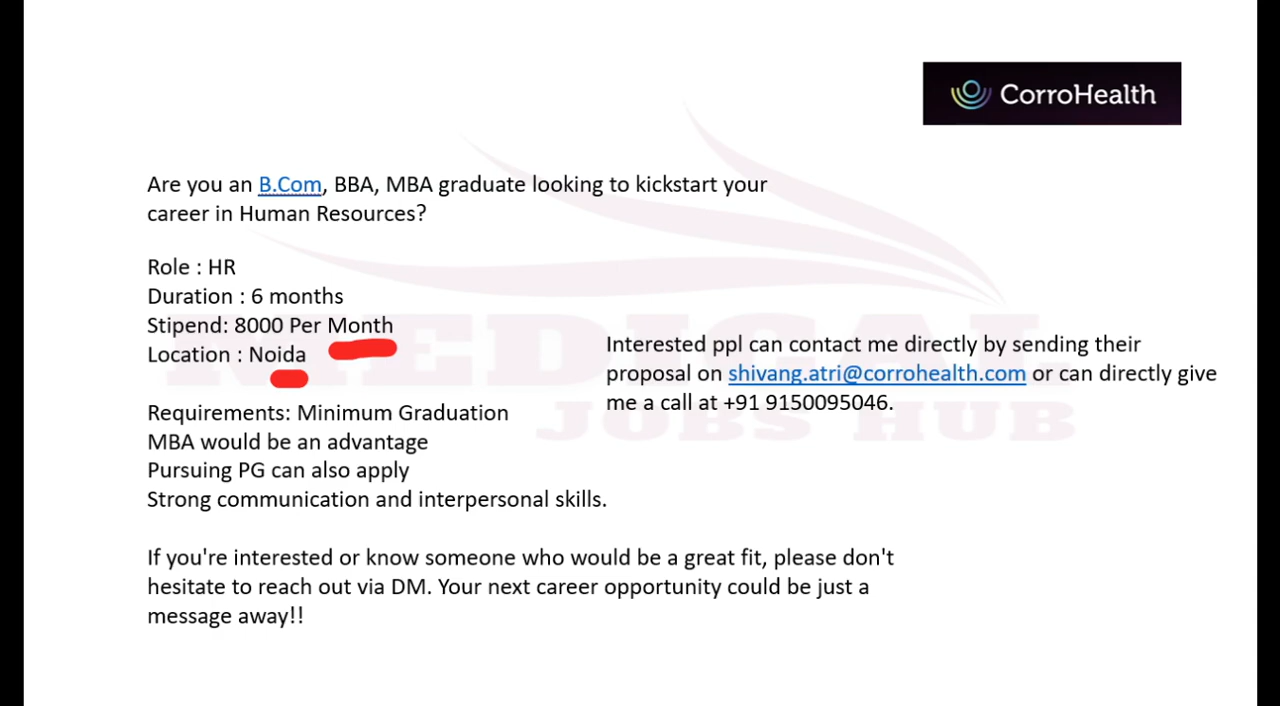 CorroHealth
Are you an B.Com, BBA, MBA graduate looking to kickstart your
career in Human Resources?
Role : HR
Duration : 6 months
Stipend: 8000 Per Month
Location : Noida
Interested ppl can contact me directly by sending their
proposal on shivang.atri@corrohealth.com or can directly give
me a call at +91 9150095046.
Requirements: Minimum Graduation
MBA would be an advantage
Pursuing PG can also apply
Strong communication and interpersonal skills.
If you're interested or know someone who would be a great fit, please don't
hesitate to reach out via DM. Your next career opportunity could be just a
message away!!
MEDICAL
JOBS HUB